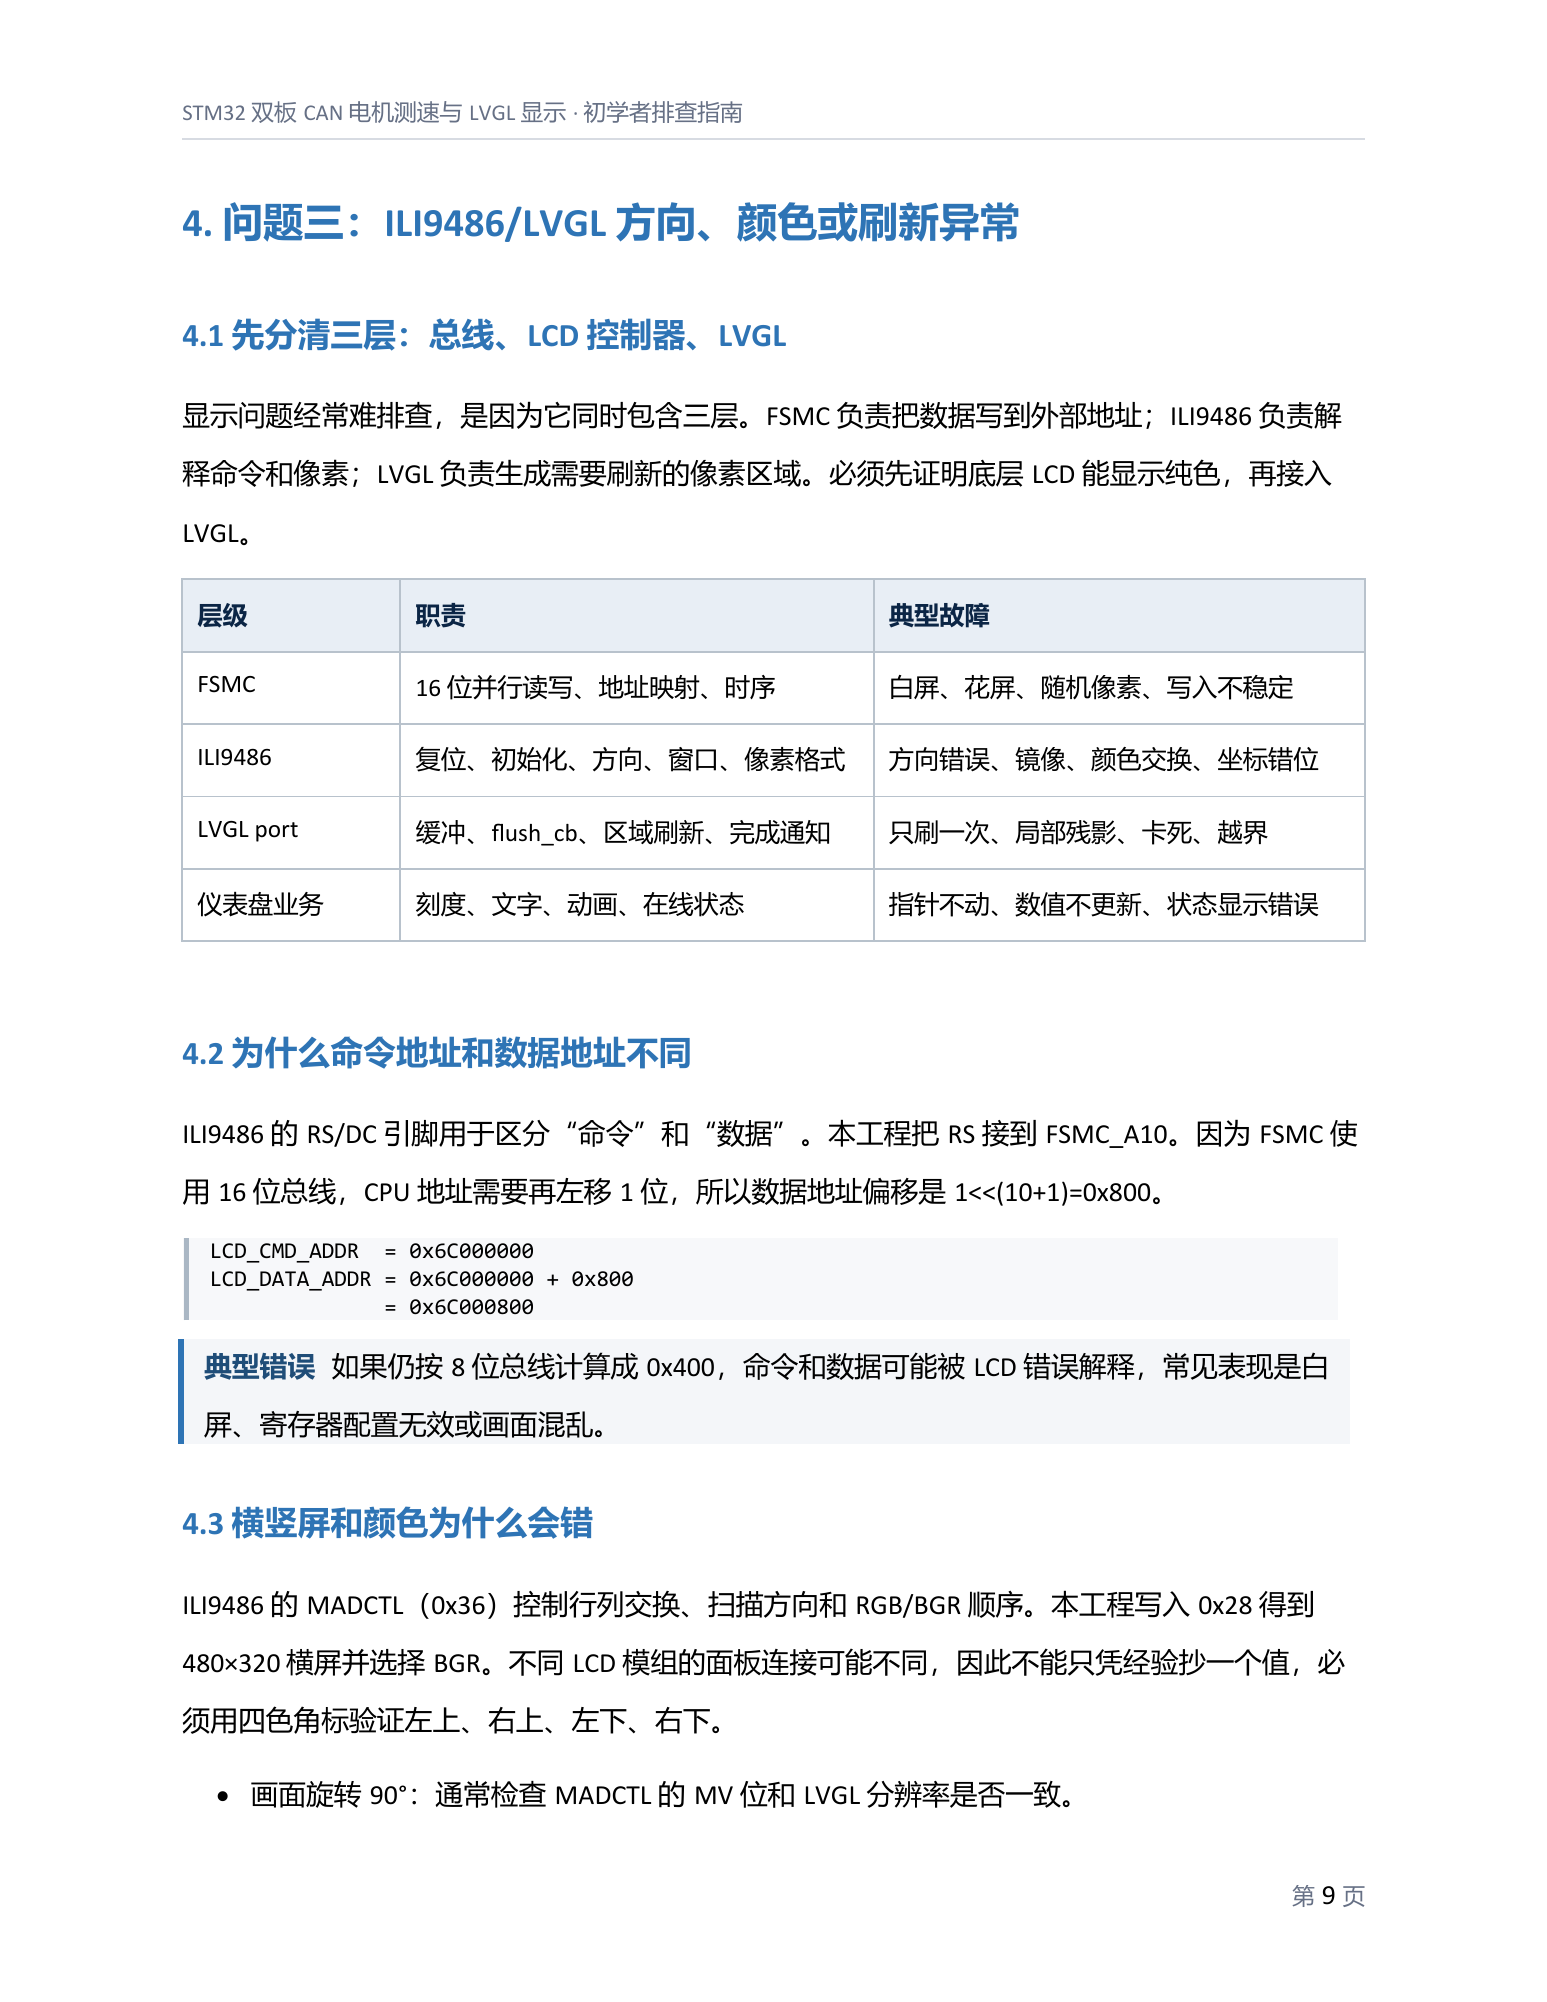 STM32 双板 CAN 电机测速与 LVGL 显示 · 初学者排查指南
4. 问题三：ILI9486/LVGL 方向、颜色或刷新异常
4.1 先分清三层：总线、LCD 控制器、LVGL
显示问题经常难排查，是因为它同时包含三层。FSMC 负责把数据写到外部地址；ILI9486 负责解
释命令和像素；LVGL 负责生成需要刷新的像素区域。必须先证明底层 LCD 能显示纯色，再接入
LVGL。
层级 职责 典型故障
FSMC 16 位并行读写、地址映射、时序 白屏、花屏、随机像素、写入不稳定
ILI9486 复位、初始化、方向、窗口、像素格式 方向错误、镜像、颜色交换、坐标错位
LVGL port 缓冲、flush_cb、区域刷新、完成通知 只刷一次、局部残影、卡死、越界
仪表盘业务 刻度、文字、动画、在线状态 指针不动、数值不更新、状态显示错误
4.2 为什么命令地址和数据地址不同
ILI9486 的 RS/DC 引脚用于区分“命令”和“数据”。本工程把 RS 接到 FSMC_A10。因为 FSMC 使
用 16 位总线，CPU 地址需要再左移 1 位，所以数据地址偏移是 1<<(10+1)=0x800。
LCD_CMD_ADDR  = 0x6C000000
LCD_DATA_ADDR = 0x6C000000 + 0x800
              = 0x6C000800
典型错误 如果仍按 8 位总线计算成 0x400，命令和数据可能被 LCD 错误解释，常见表现是白
屏、寄存器配置无效或画面混乱。
4.3 横竖屏和颜色为什么会错
ILI9486 的 MADCTL（0x36）控制行列交换、扫描方向和 RGB/BGR 顺序。本工程写入 0x28 得到
480×320 横屏并选择 BGR。不同 LCD 模组的面板连接可能不同，因此不能只凭经验抄一个值，必
须用四色角标验证左上、右上、左下、右下。
• 画面旋转 90°：通常检查 MADCTL 的 MV 位和 LVGL 分辨率是否一致。
第 9 页